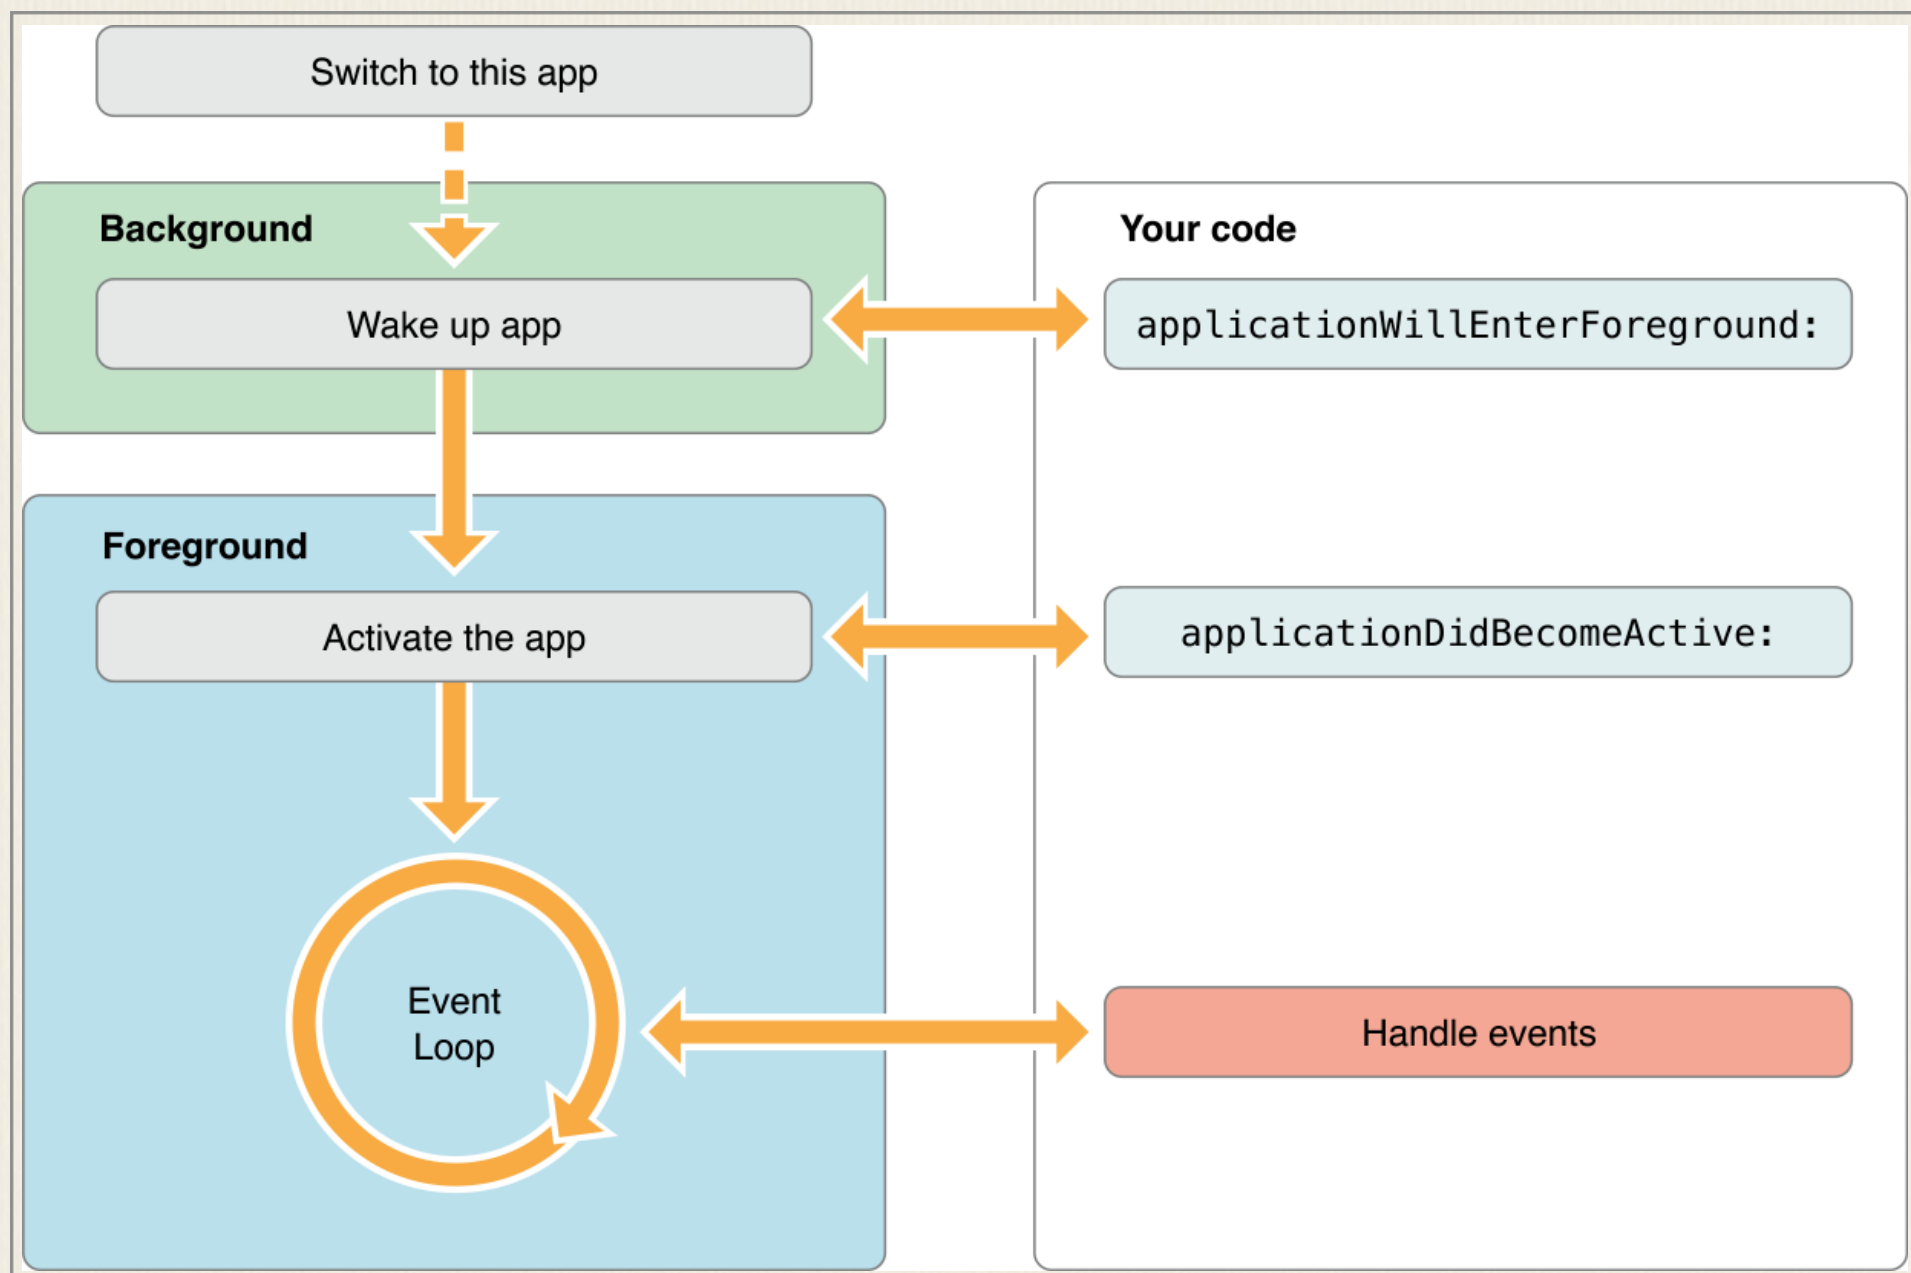 Switch to this app
Background
Your code
Wake up app
applicationWillEnterForeground:
Foreground
Activate the app
applicationDidBecomeActive:
Event
Loop
Handle events